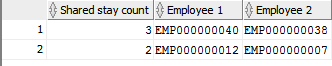 Shared stay count Employee 1 Employee 2
1 3 EMP000000040 EMP000000038
2 2 EMP000000012 EMP000000007